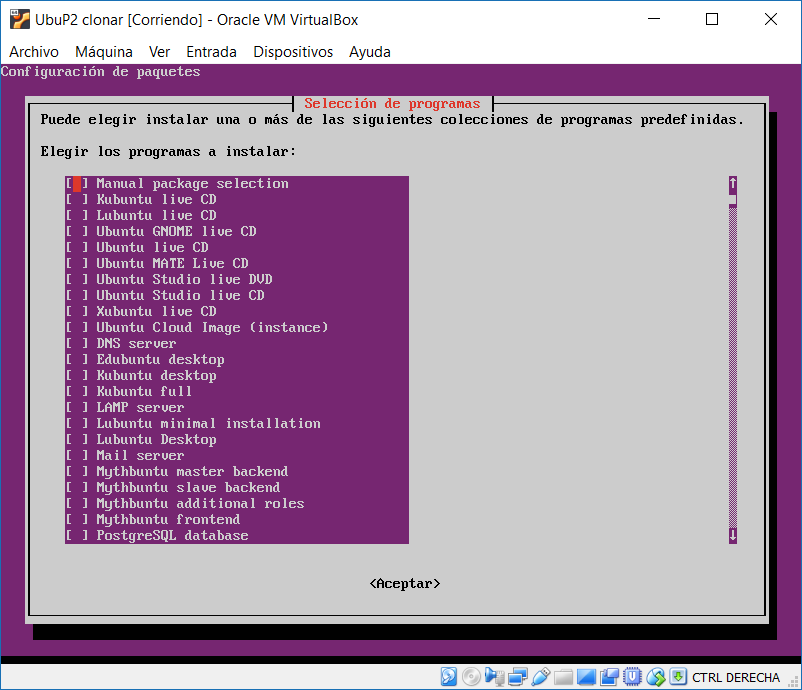 UbuP2 clonar [Corriendo] - Oracle VM VirtualBox
Archivo Máquina Ver Entrada Dispositivos Ayuda
Configuración de paquetes
Selección de programas
Puede elegir instalar una o más de las siguientes colecciones de programas predefinidas.
Elegir los programas a instalar:
[ ] Manual package selection
[ ] Kubuntu live CD
[ ] Lubuntu live CD
[ ] Ubuntu GNOME live CD
[ ] Ubuntu live CD
[ ] Ubuntu MATE Live CD
[ ] Ubuntu Studio live DVD
[ ] Ubuntu Studio live CD
[ ] Xubuntu live CD
[ ] Ubuntu Cloud Image (instance)
[ ] DNS server
[ ] Edubuntu desktop
[ ] Kubuntu desktop
[ ] Kubuntu full
[ ] LAMP server
[ ] Lubuntu minimal installation
[ ] Lubuntu Desktop
[ ] Mail server
[ ] Mythbuntu master backend
[ ] Mythbuntu slave backend
[ ] Mythbuntu additional roles
[ ] Mythbuntu frontend
[ ] PostgreSQL database
<Aceptar>
CTRL DERECHA